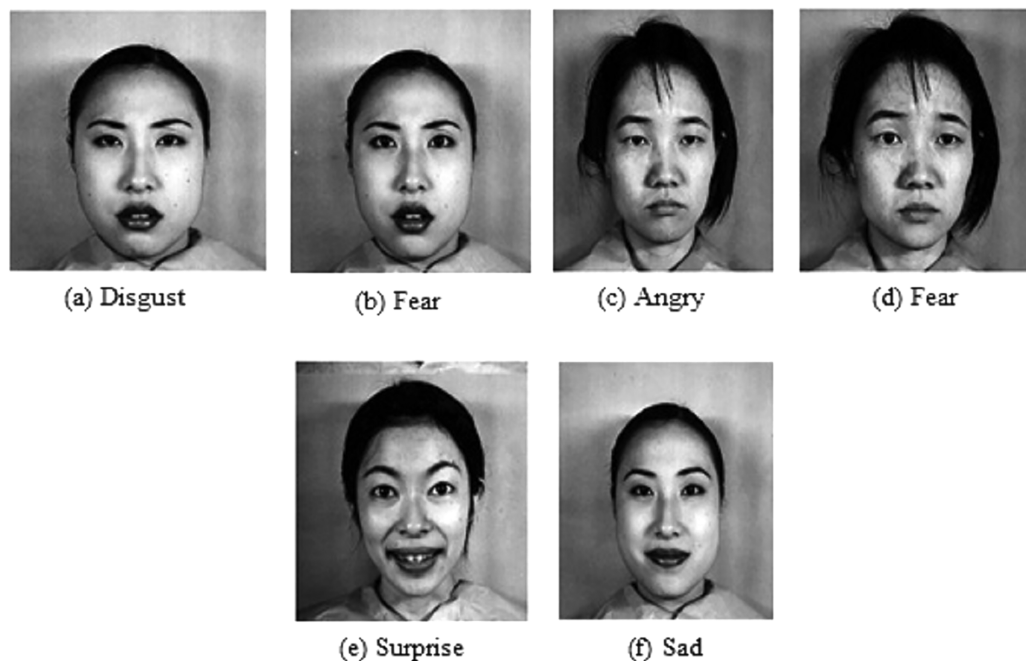 (a) Disgust
(b) Fear
(c) Angry
(d) Fear
(e) Surprise
(f) Sad